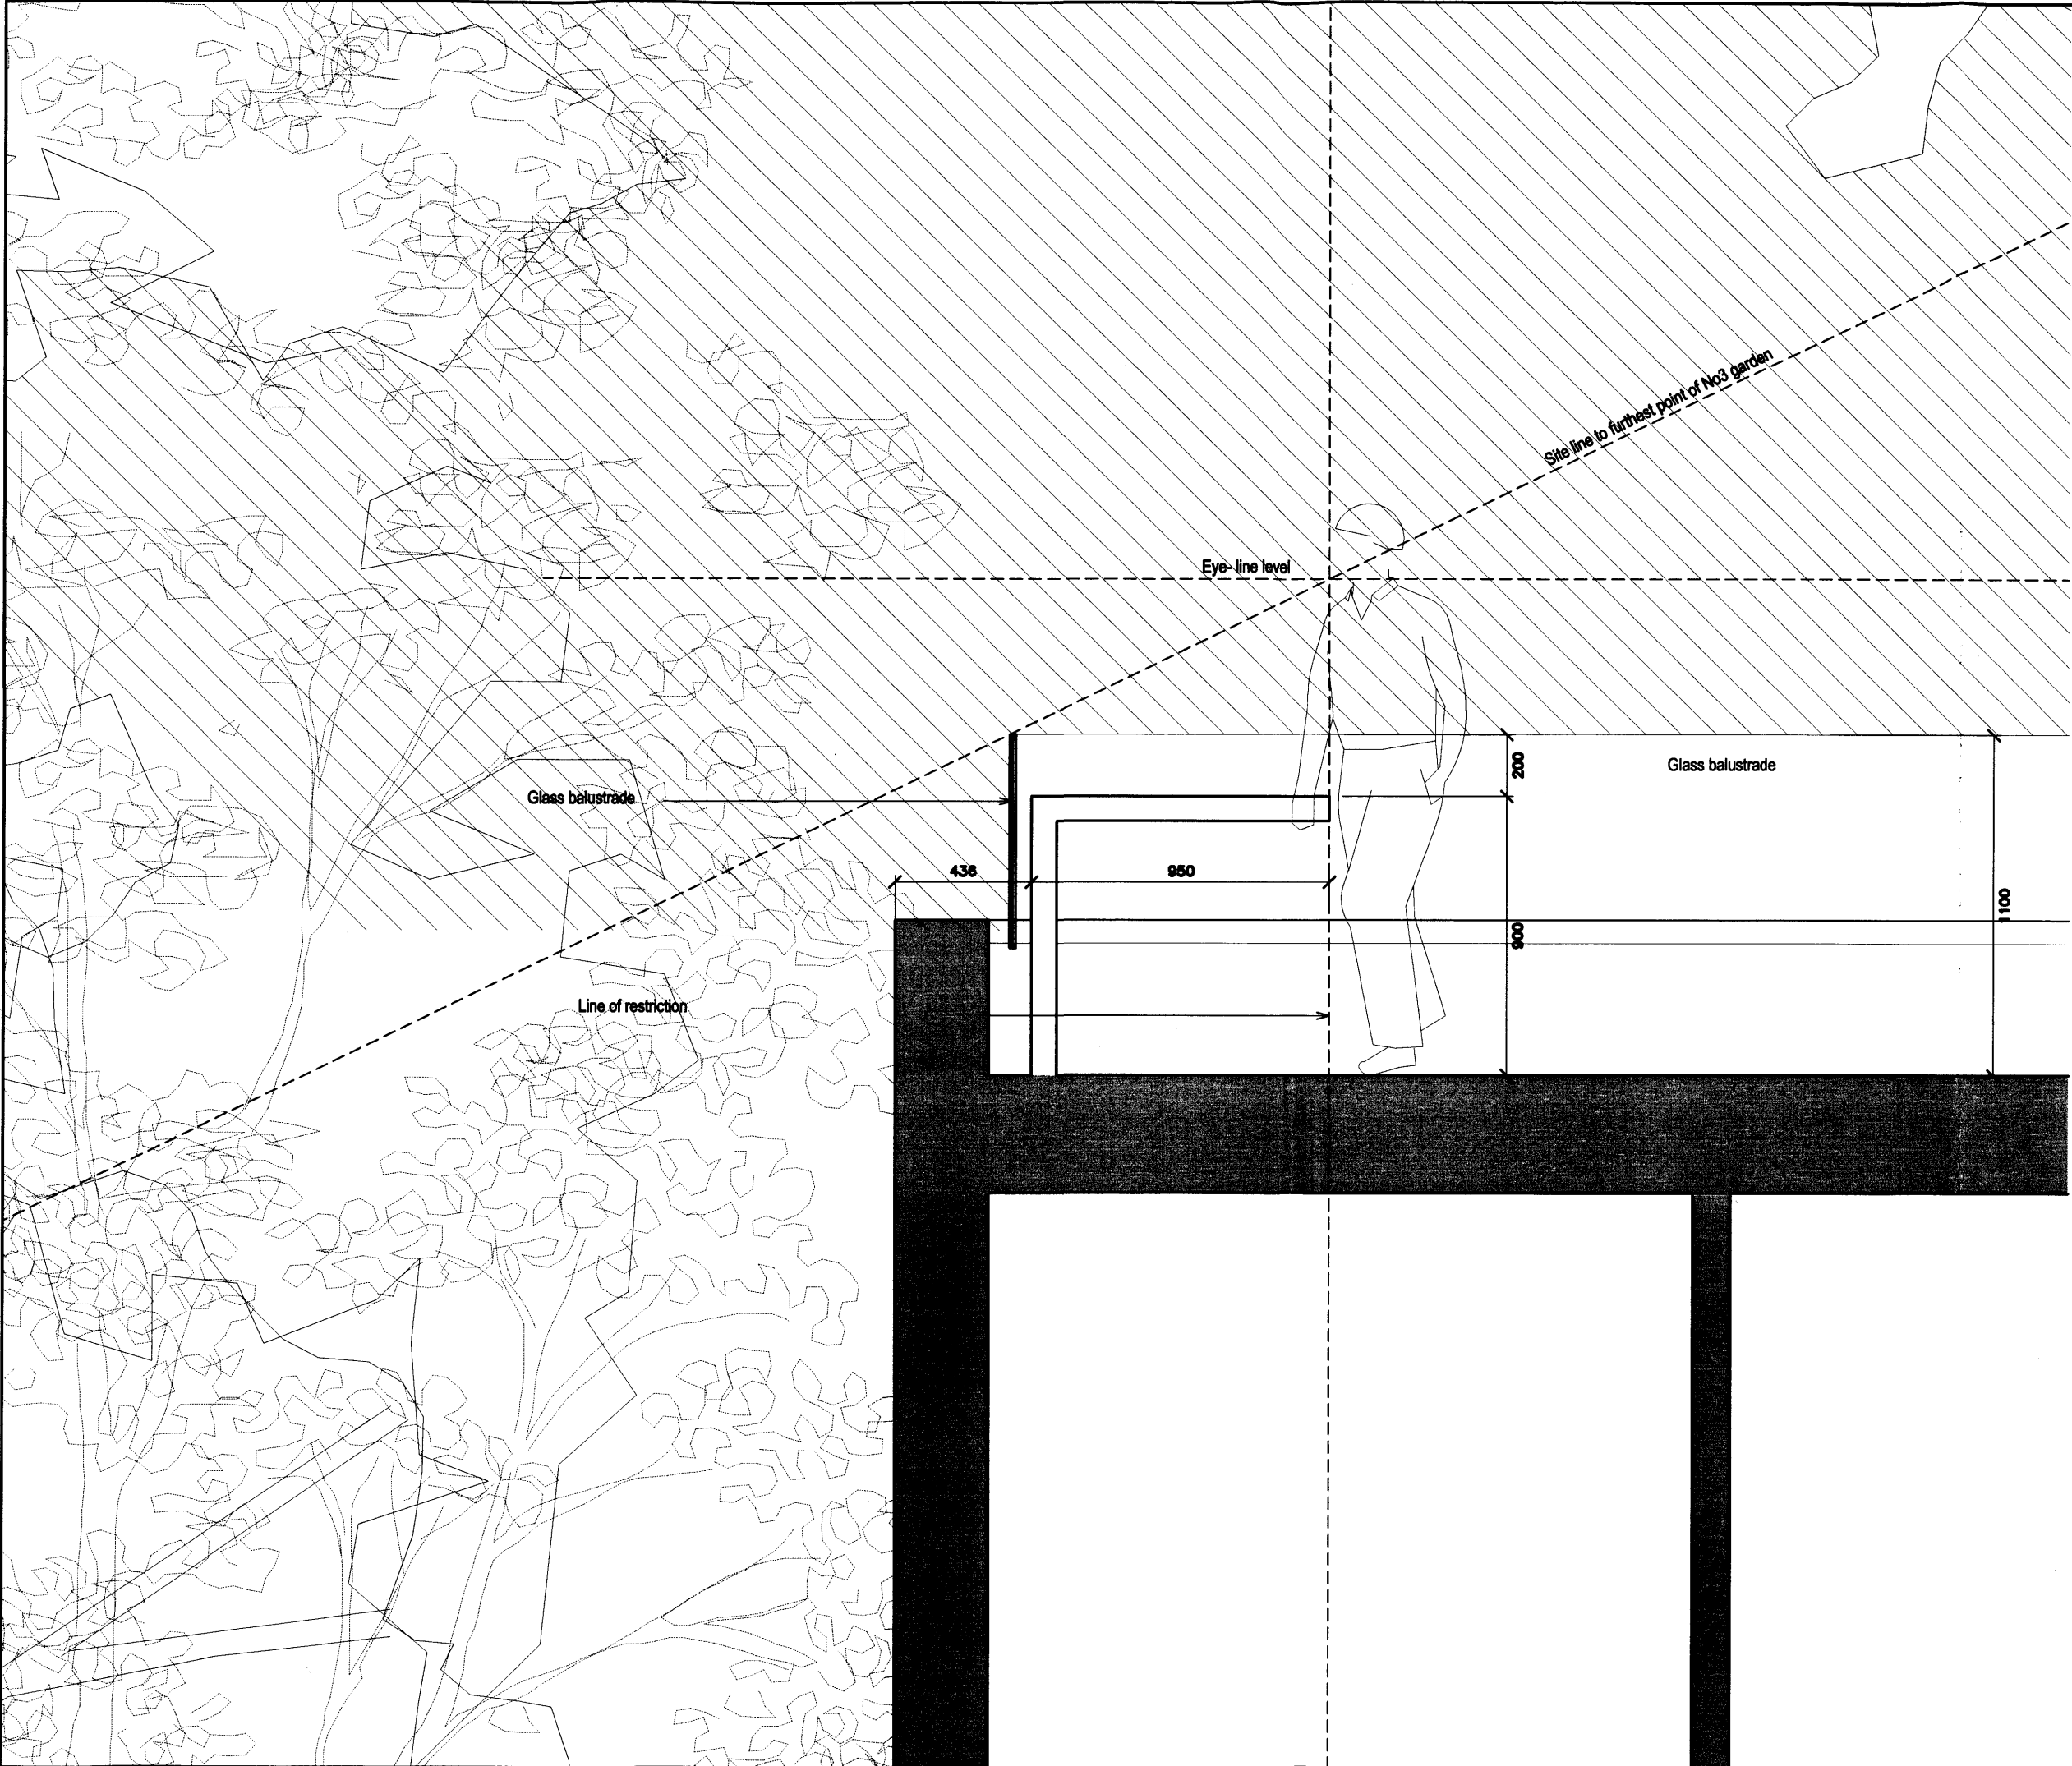 Site line to furthest point of No3 garden
Eye- line level
200
Glass balustrade
Glass balustrade
436
950
1100
900
Line of restriction